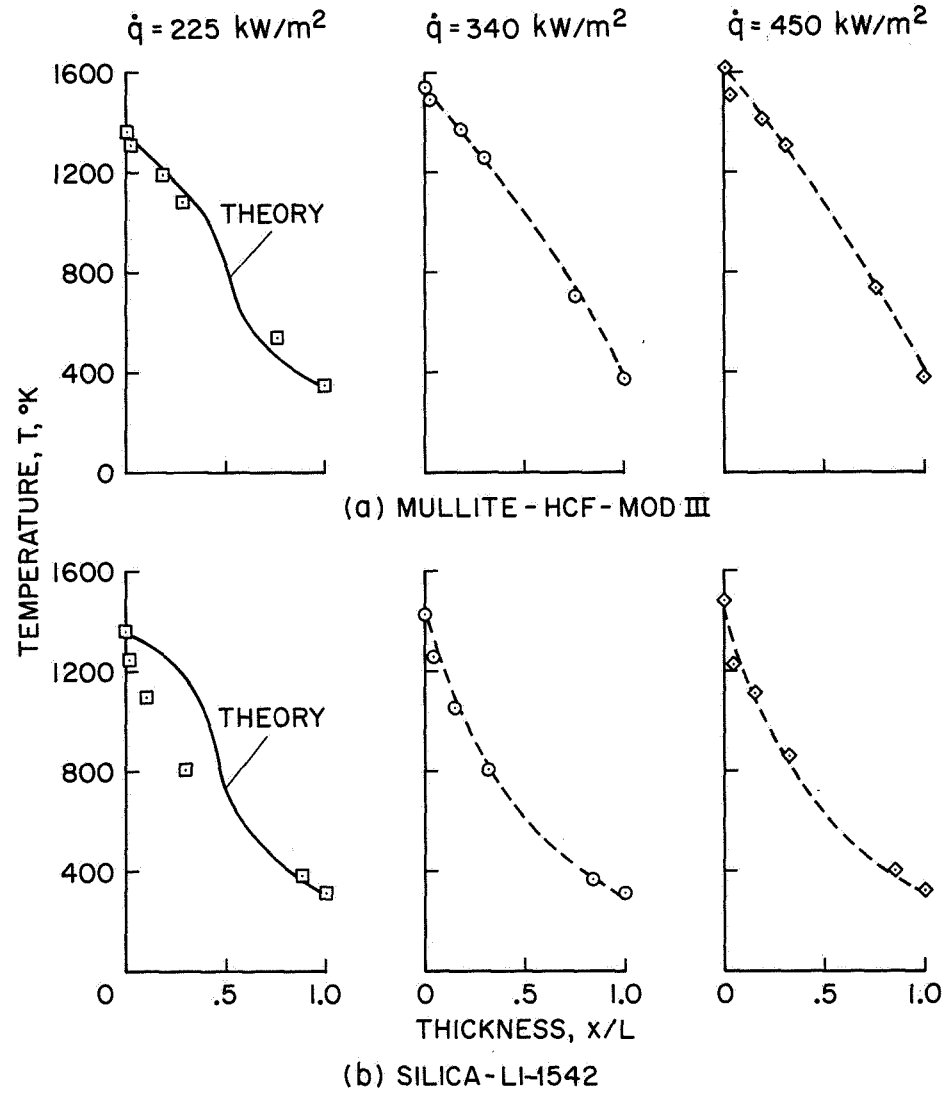 q̇ = 225 kW/m²
q̇ = 340 kW/m²
q̇ = 450 kW/m²
1600
1200
800
400
0
THEORY
TEMPERATURE, T, °K
(a) MULLITE - HCF - MOD III
1600
1200
800
400
THEORY
0 .5 1.0
0 .5 1.0
0 .5 1.0
THICKNESS, x/L
(b) SILICA - LI-1542